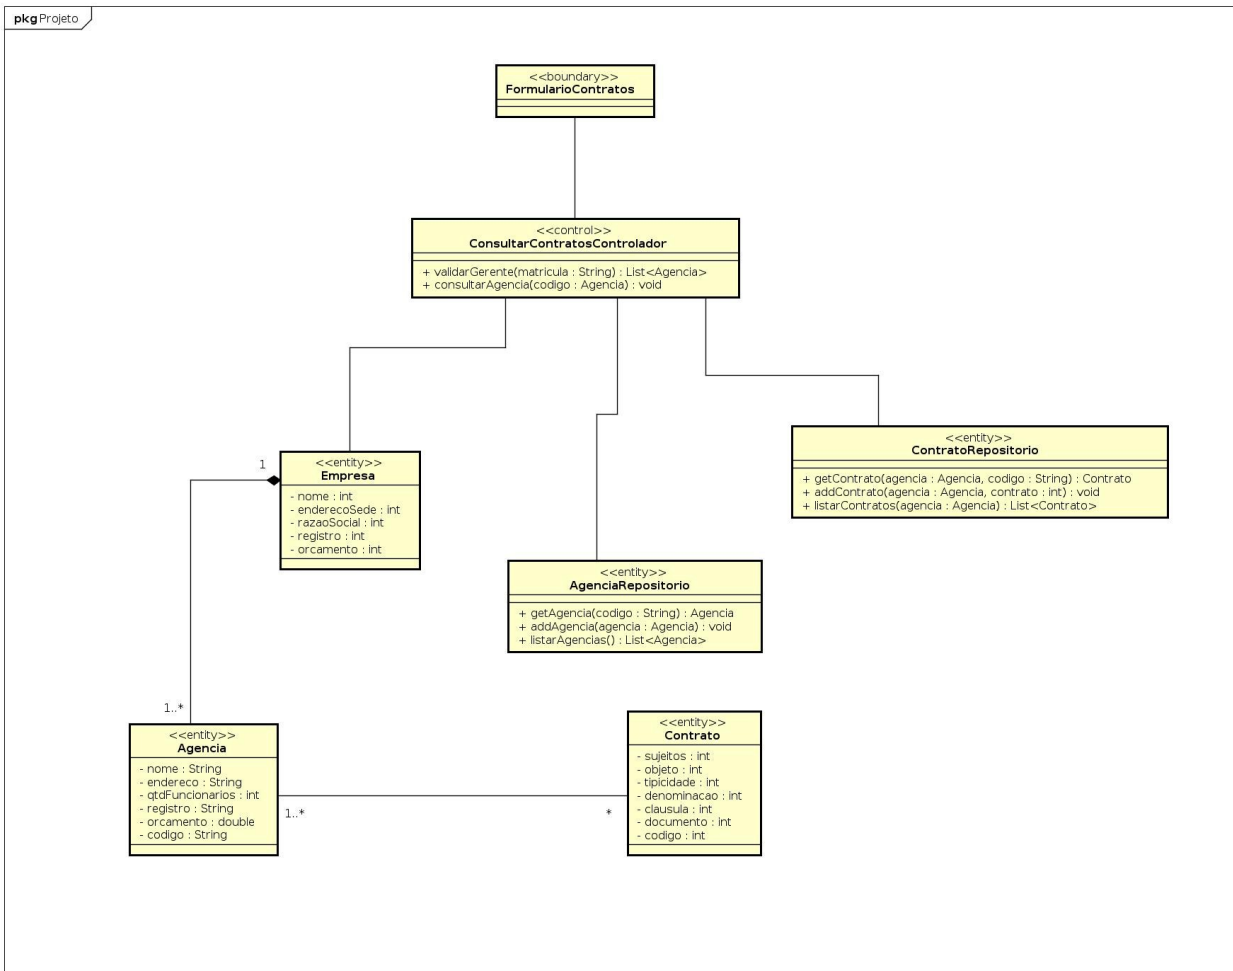 pkg Projeto
<<boundary>>
FormularioContratos
<<control>>
ConsultarContratosControlador
+ validarGerente(matricula : String) : List<Agencia>
+ consultarAgencia(codigo : Agencia) : void
<<entity>>
ContratoRepositorio
+ getContrato(agencia : Agencia, codigo : String) : Contrato
+ addContrato(agencia : Agencia, contrato : int) : void
+ listarContratos(agencia : Agencia) : List<Contrato>
1
<<entity>>
Empresa
- nome : int
- enderecoSede : int
- razaoSocial : int
- registro : int
- orcamento : int
<<entity>>
AgenciaRepositorio
+ getAgencia(codigo : String) : Agencia
+ addAgencia(agencia : Agencia) : void
+ listarAgencias() : List<Agencia>
1..*
<<entity>>
Agencia
- nome : String
- endereco : String
- qtdFuncionarios : int
- registro : String
- orcamento : double
- codigo : String
1..*
*
<<entity>>
Contrato
- sujeitos : int
- objeto : int
- tipicidade : int
- denominacao : int
- clausula : int
- documento : int
- codigo : int